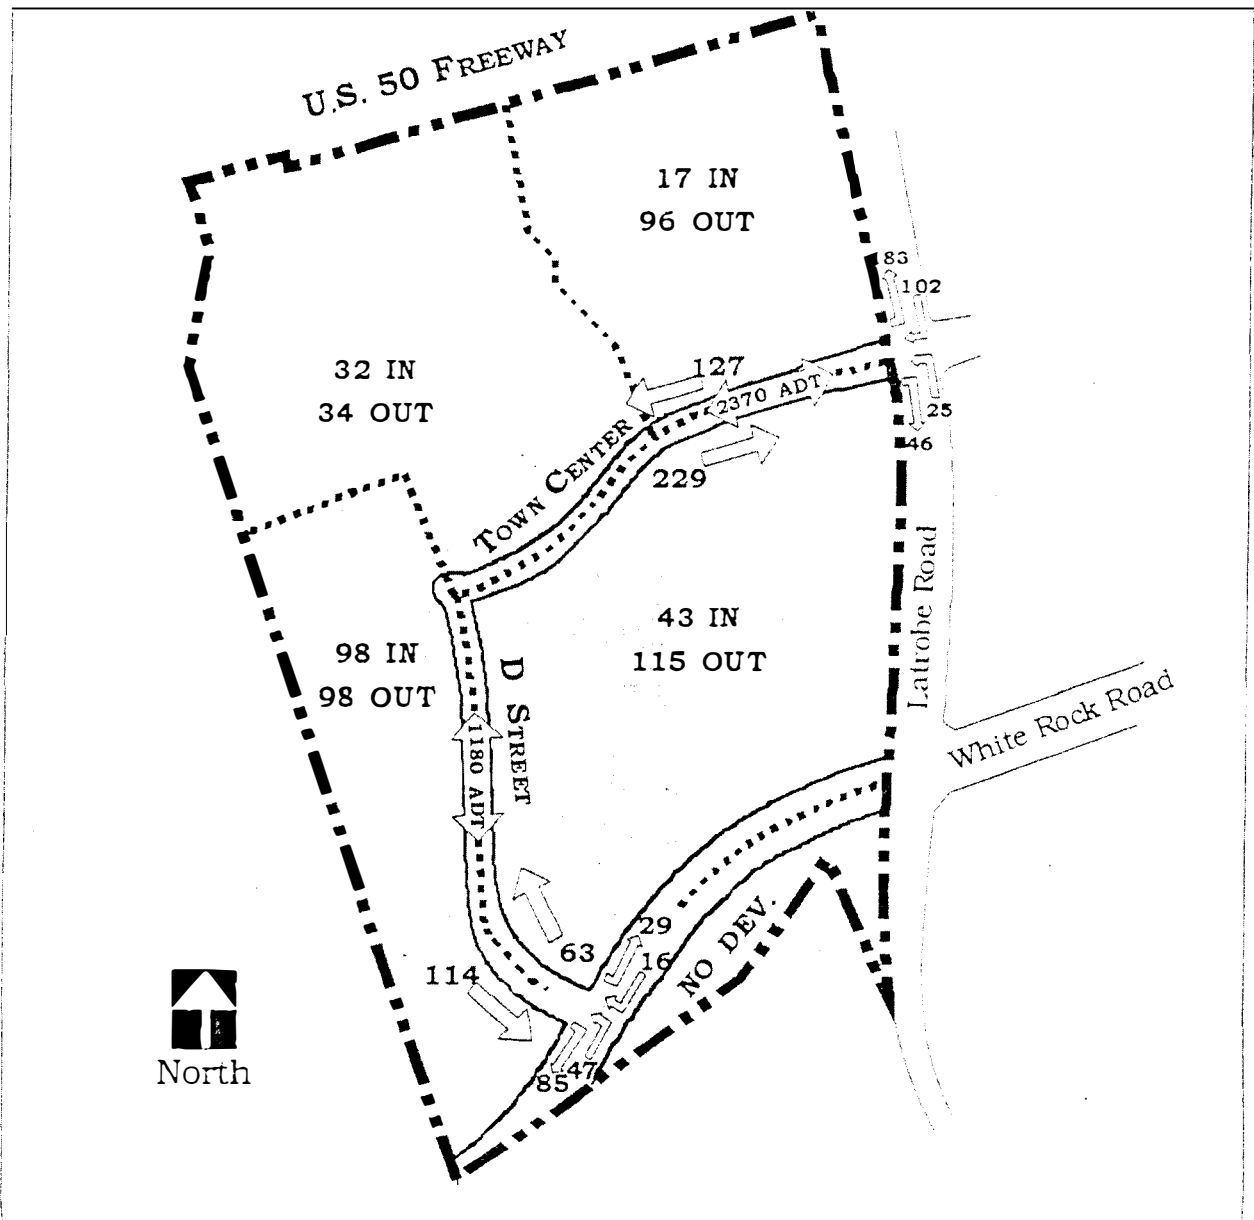 U.S. 50 FREEWAY
17 IN
96 OUT
183
102
32 IN
34 OUT
127
2370 ADT
25
46
229
TOWN CENTER
Latrobe Road
43 IN
115 OUT
98 IN
98 OUT
D STREET
1180 ADT
White Rock Road
29
63
16
114
NO DEV.
85
47
North